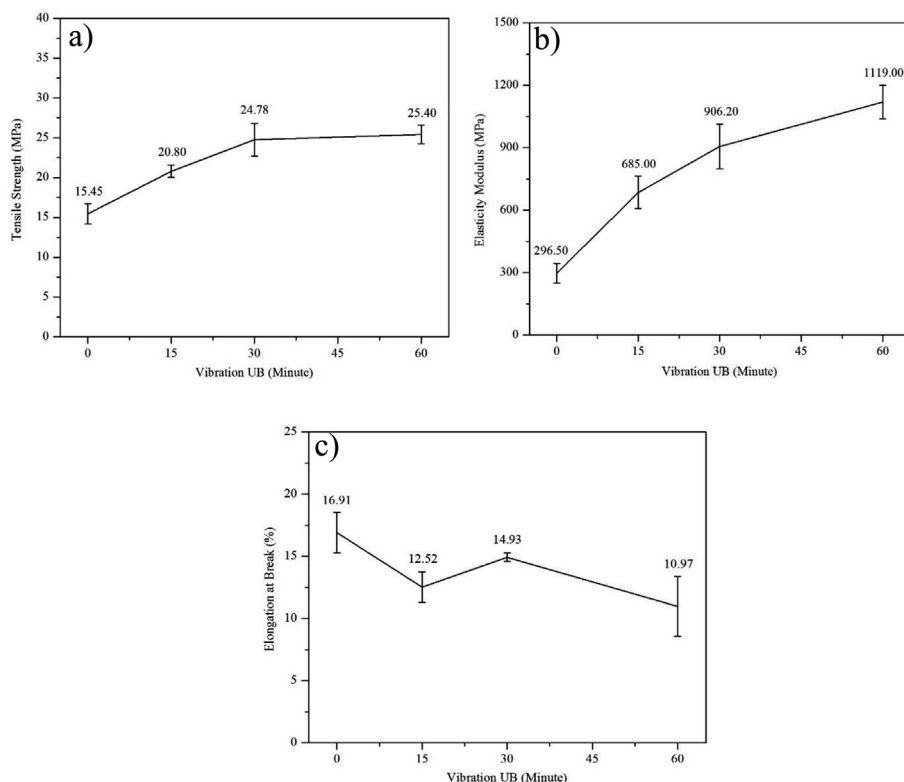 a)
Tensile Strength (MPa)
40
35
30
25
20
15
10
5
0
15.45
20.80
24.78
25.40
0 15 30 45 60
Vibration UB (Minute)
b)
Elasticity Modulus (MPa)
1500
1200
900
600
300
0
296.50
685.00
906.20
1119.00
0 15 30 45 60
Vibration UB (Minute)
c)
Elongation at Break (%)
25
20
15
10
5
0
16.91
12.52
14.93
10.97
0 15 30 45 60
Vibration UB (Minute)